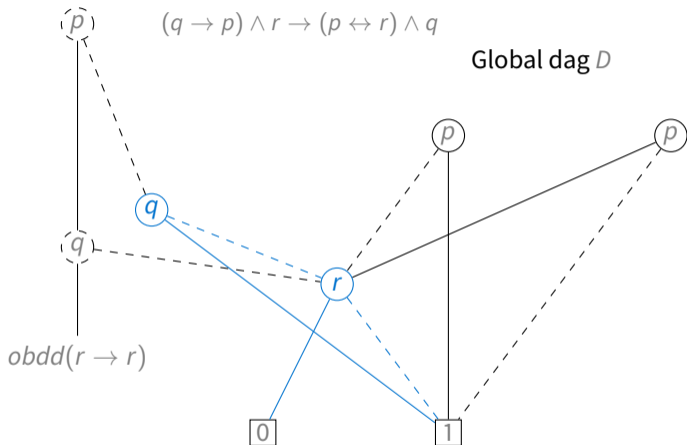 p
(q → p) ∧ r → (p ↔ r) ∧ q
Global dag D
p
p
q
q
r
obdd(r → r)
0
1